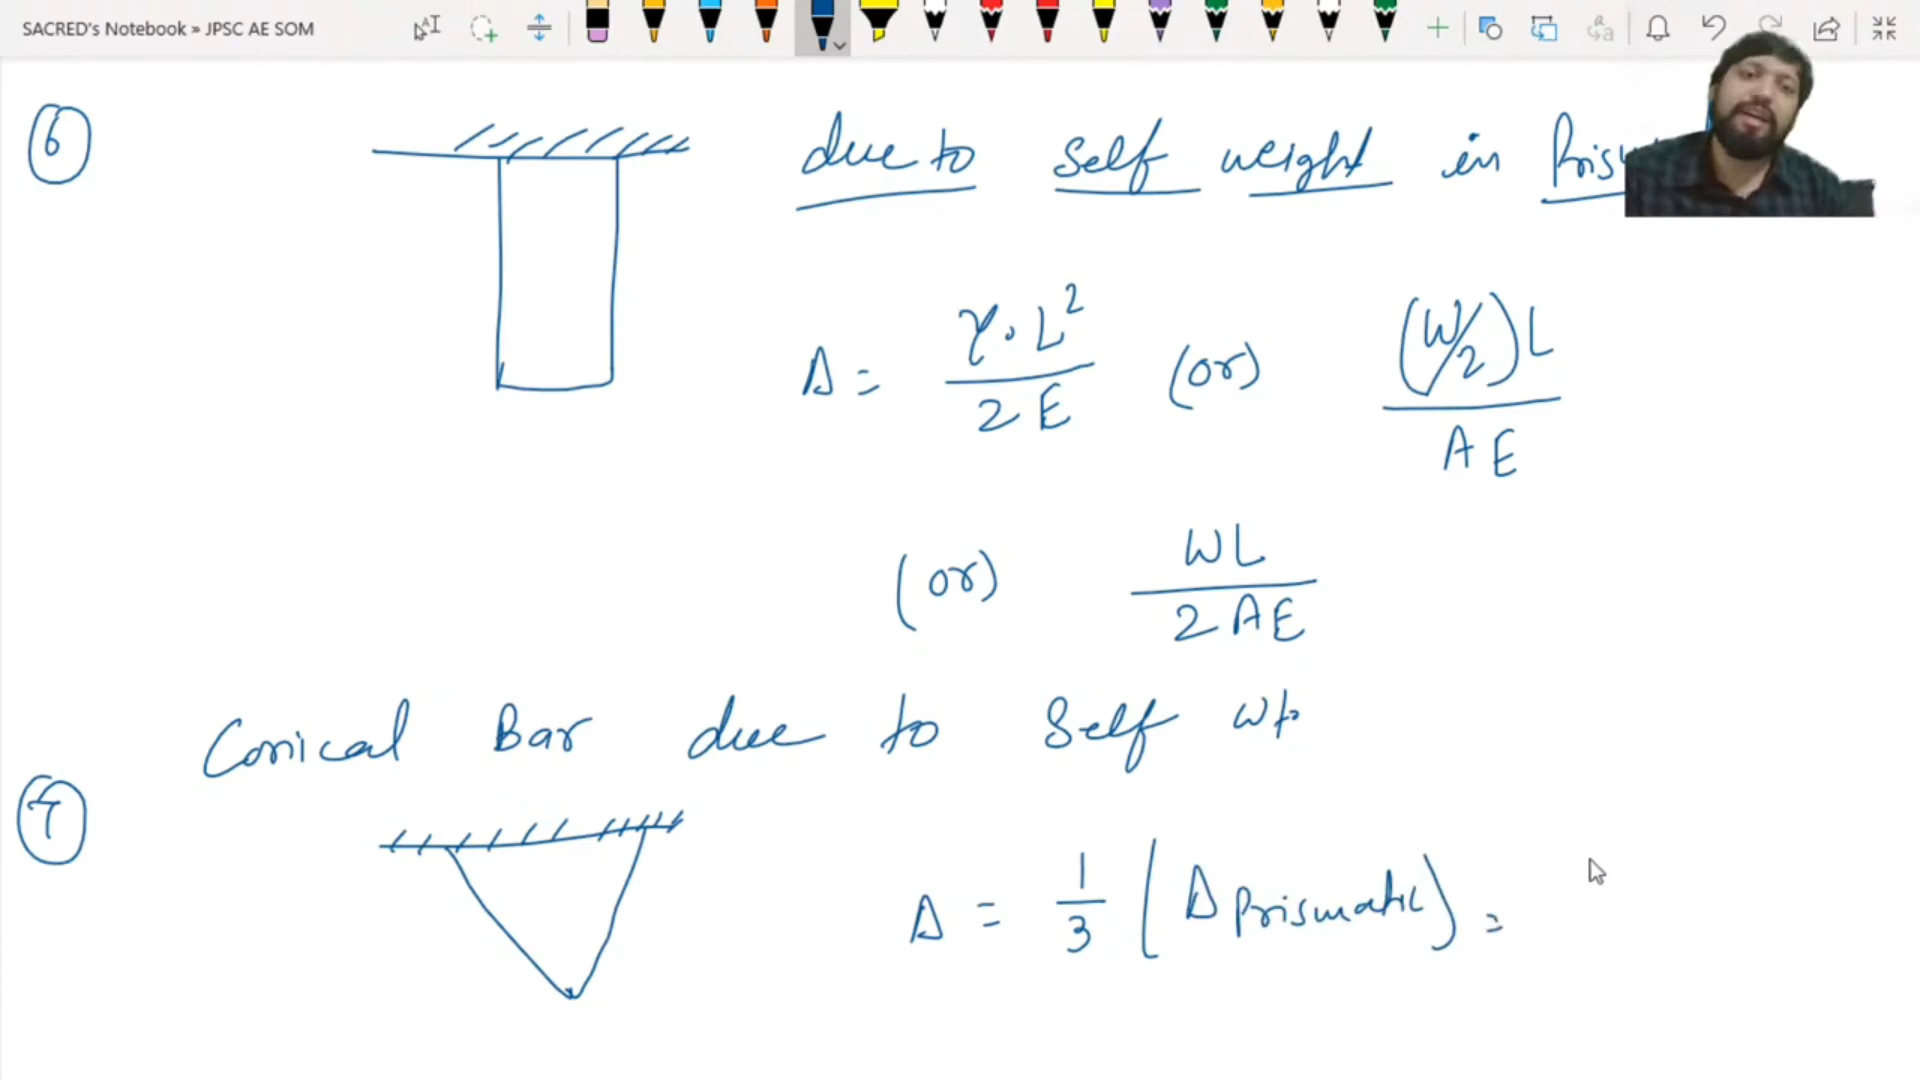 SACRED's Notebook » JPSC AE SOM
⑥ due to self weight in
Δ = γ·L²/2E (or) (W/2)L/AE
(or) WL/2AE
Conical Bar due to Self wt
⑦
Δ = 1/3 (Δ Prismatic) =